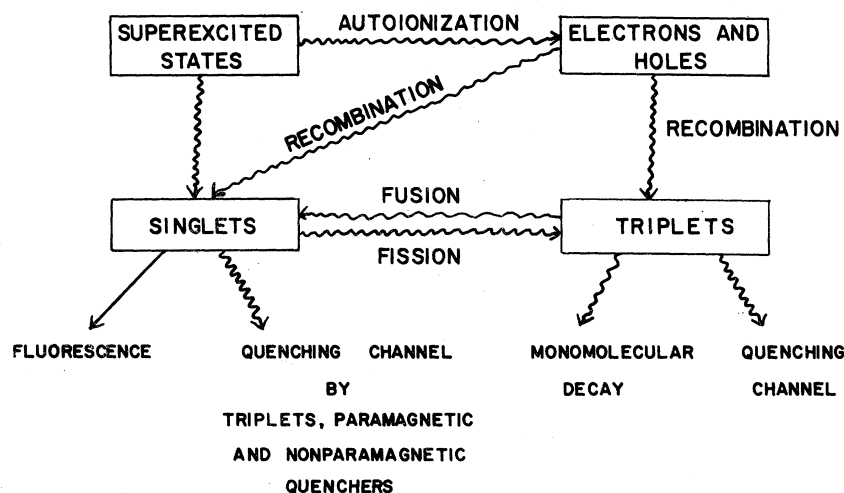 SUPEREXCITED
STATES
AUTOIONIZATION
ELECTRONS AND
HOLES
RECOMBINATION
RECOMBINATION
SINGLETS
FUSION
FISSION
TRIPLETS
FLUORESCENCE
QUENCHING CHANNEL
BY
TRIPLETS, PARAMAGNETIC
AND NONPARAMAGNETIC
QUENCHERS
MONOMOLECULAR
DECAY
QUENCHING
CHANNEL